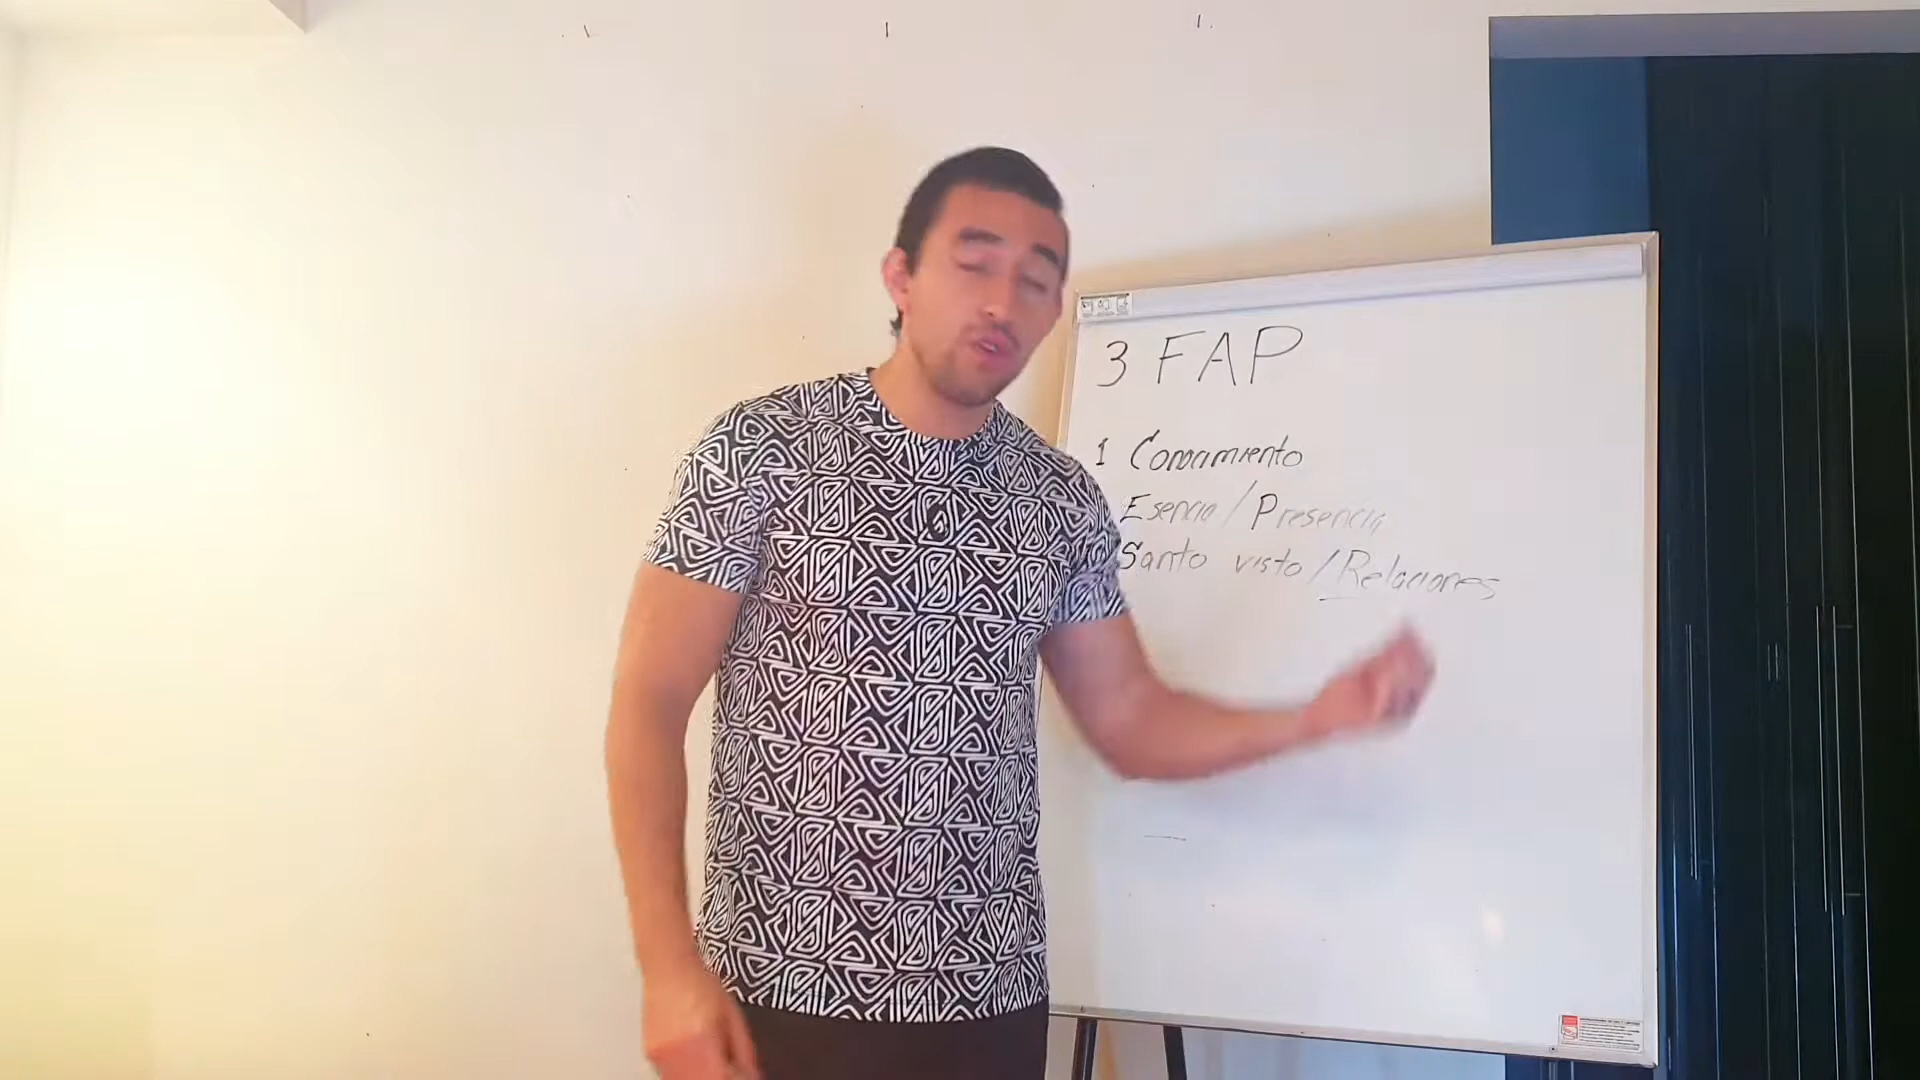 3 FAP
1 Conocimiento
Esencia / Presencia
Santo visto / Relaciones